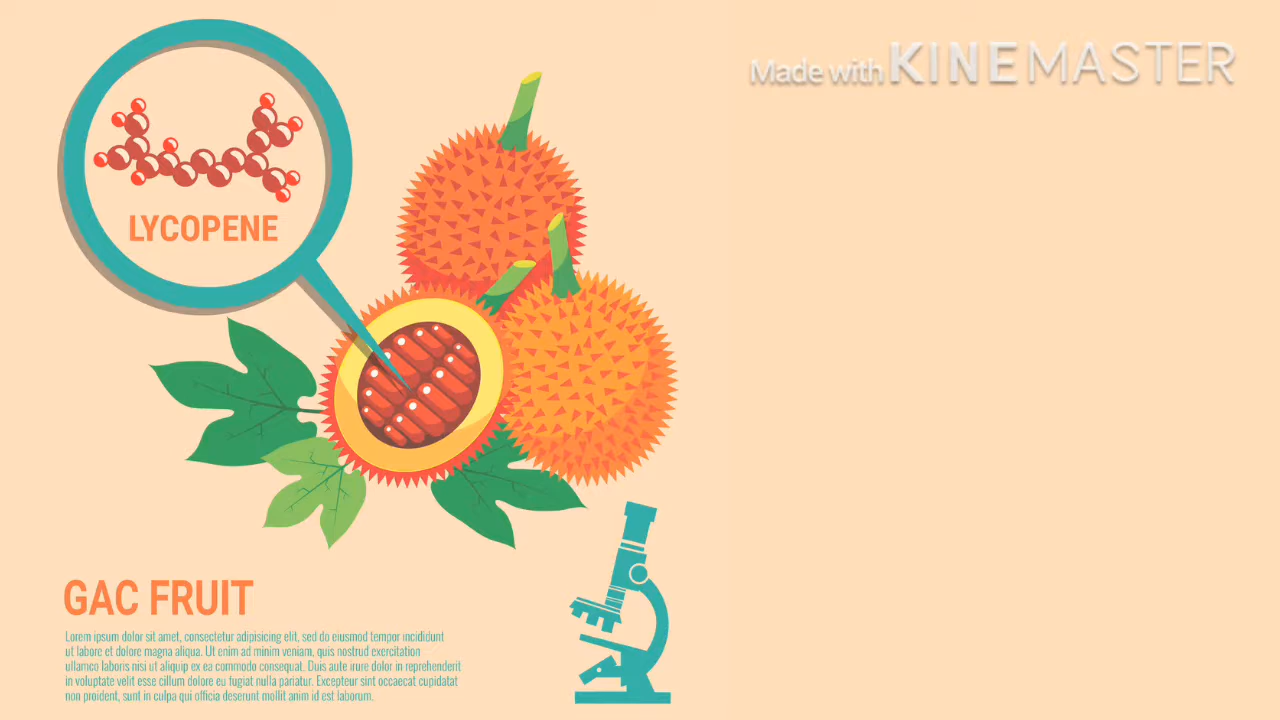 Made with KINEMASTER
LYCOPENE
GAC FRUIT
Lorem ipsum dolor sit amet, consectetur adipisicing elit, sed do eiusmod tempor incididunt
ut labore et dolore magna aliqua. Ut enim ad minim veniam, quis nostrud exercitation
ullamco laboris nisi ut aliquip ex ea commodo consequat. Duis aute irure dolor in reprehenderit
in voluptate velit esse cillum dolore eu fugiat nulla pariatur. Excepteur sint occaecat cupidatat
non proident, sunt in culpa qui officia deserunt mollit anim id est laborum.